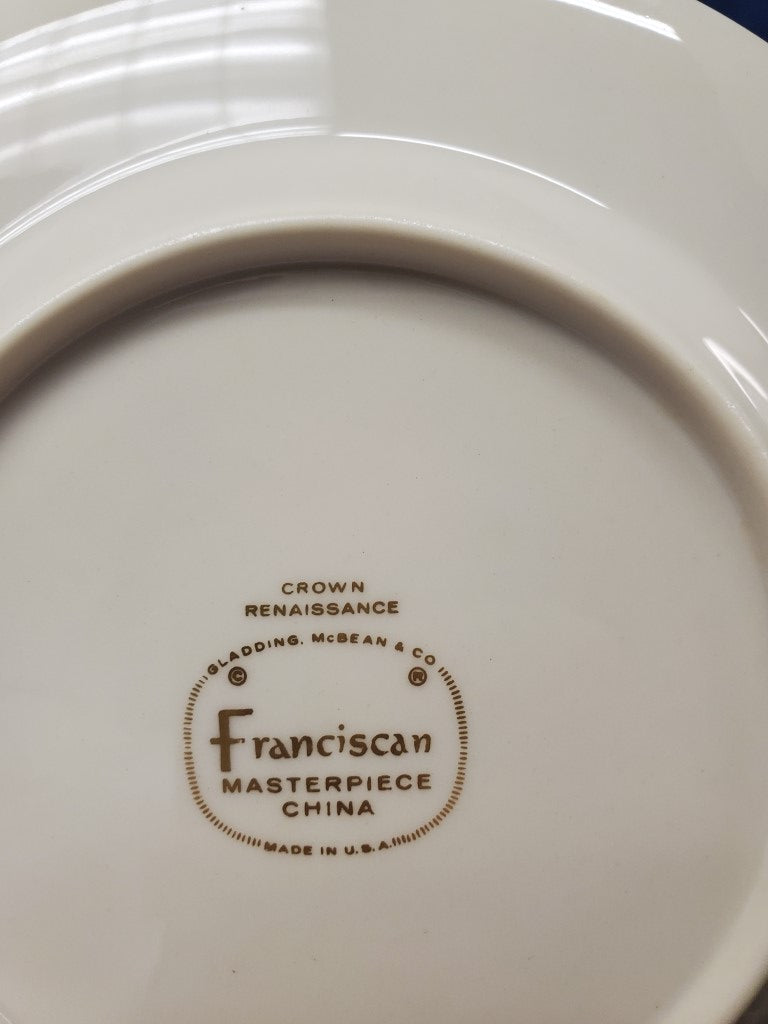 CROWN
RENAISSANCE
GLADDING, McBEAN & CO
© ®
Franciscan
MASTERPIECE
CHINA
MADE IN U.S.A.